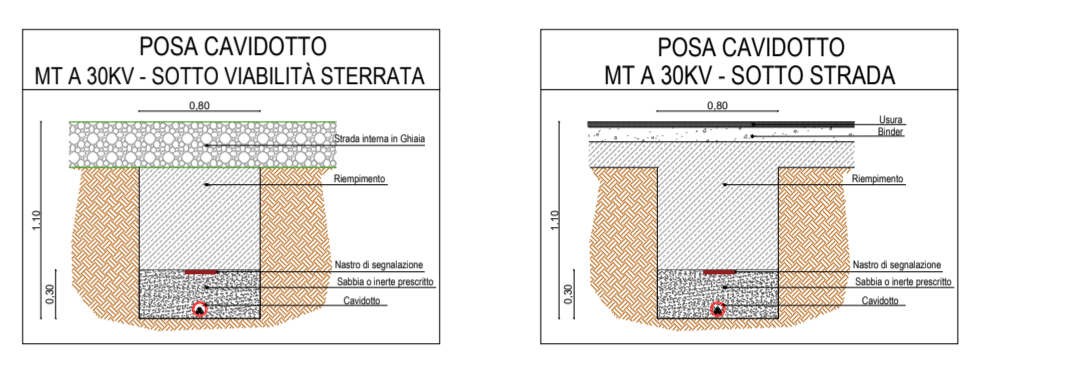 POSA CAVIDOTTO
MT A 30KV - SOTTO VIABILITÀ STERRATA
0,80
Strada interna in Ghiaia
Riempimento
1,10
Nastro di segnalazione
Sabbia o inerte prescritto
0,30
Cavidotto
POSA CAVIDOTTO
MT A 30KV - SOTTO STRADA
0,80
Usura
Binder
Riempimento
1,10
Nastro di segnalazione
Sabbia o inerte prescritto
0,30
Cavidotto